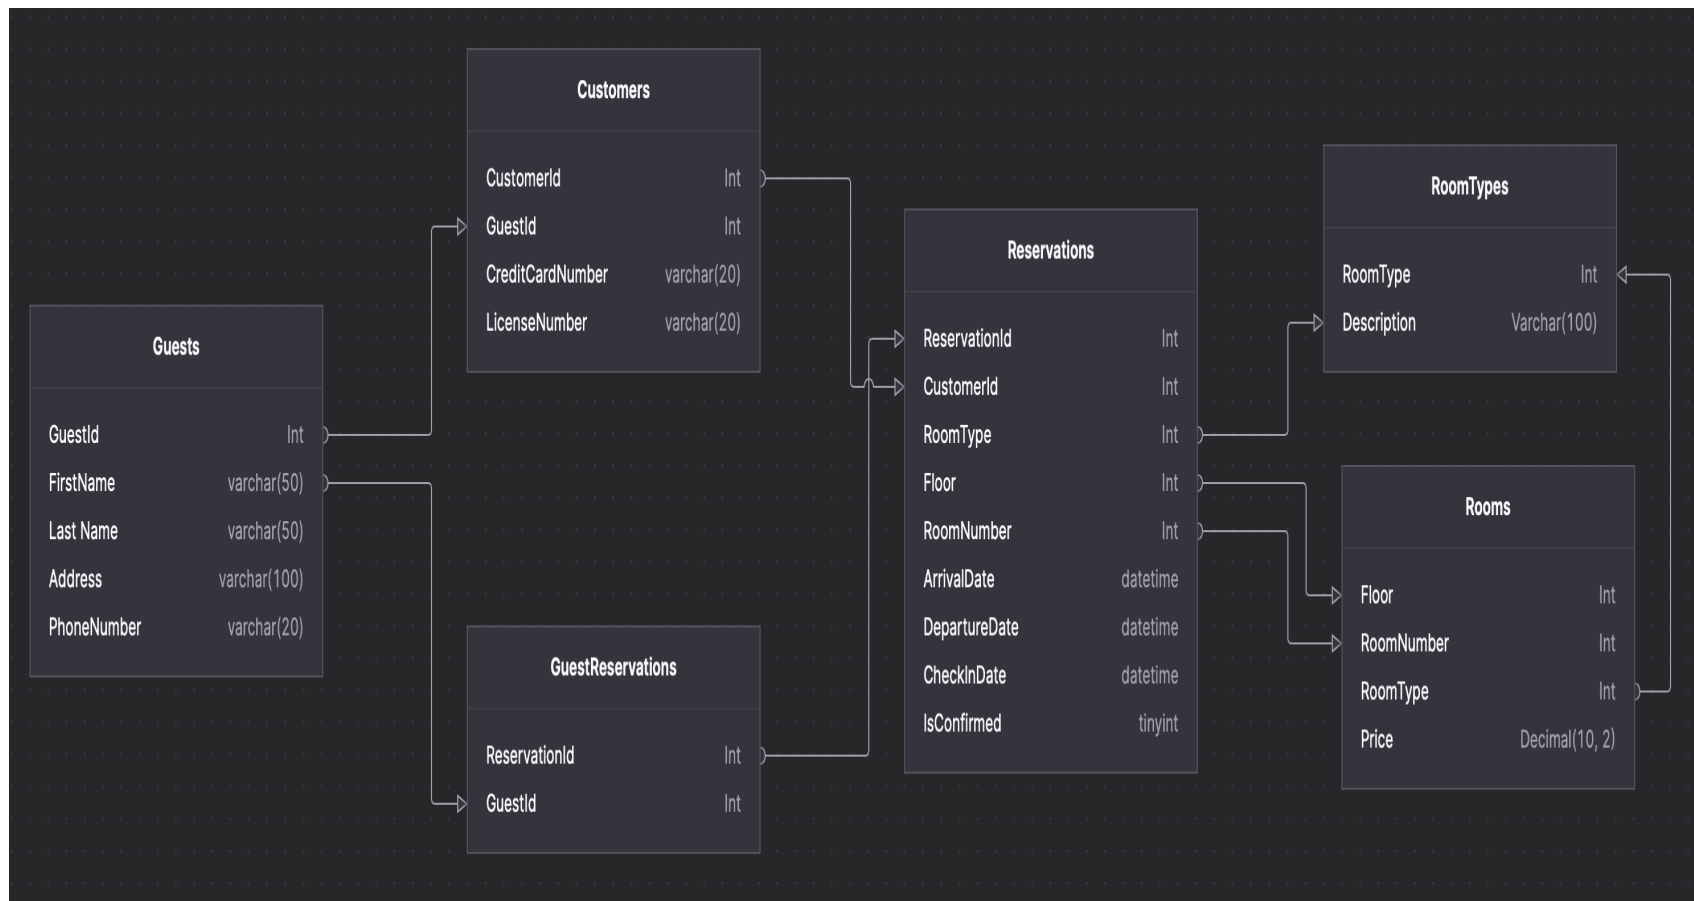 Customers
CustomerId Int
GuestId Int
CreditCardNumber varchar(20)
LicenseNumber varchar(20)
Guests
GuestId Int
FirstName varchar(50)
Last Name varchar(50)
Address varchar(100)
PhoneNumber varchar(20)
GuestReservations
ReservationId Int
GuestId Int
Reservations
ReservationId Int
CustomerId Int
RoomType Int
Floor Int
RoomNumber Int
ArrivalDate datetime
DepartureDate datetime
CheckInDate datetime
IsConfirmed tinyint
RoomTypes
RoomType Int
Description Varchar(100)
Rooms
Floor Int
RoomNumber Int
RoomType Int
Price Decimal(10, 2)